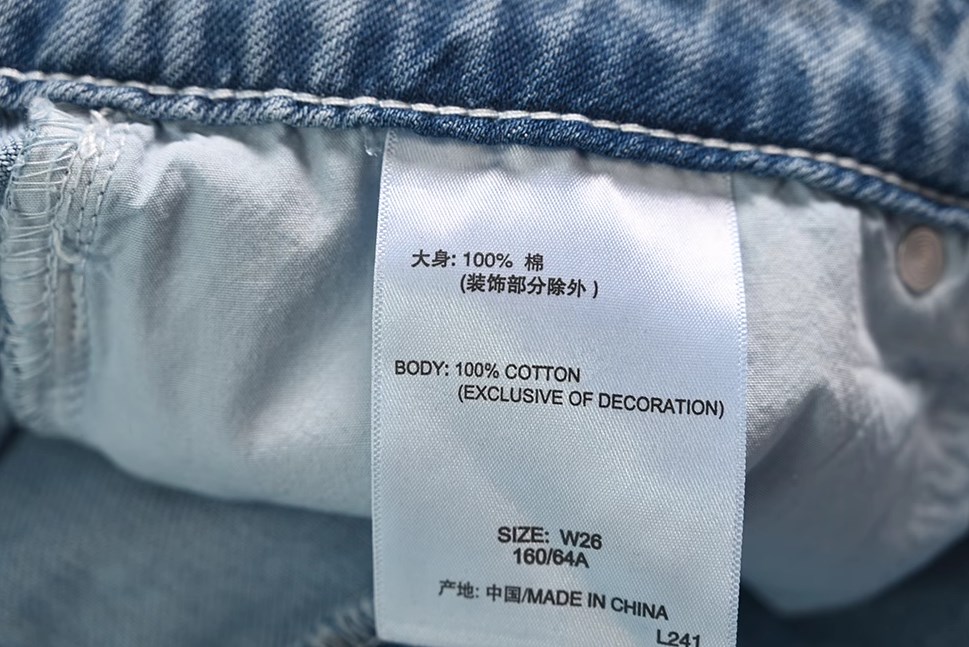 大身: 100% 棉
(装饰部分除外 )
BODY: 100% COTTON
(EXCLUSIVE OF DECORATION)
SIZE: W26
160/64A
产地: 中国/MADE IN CHINA
L241